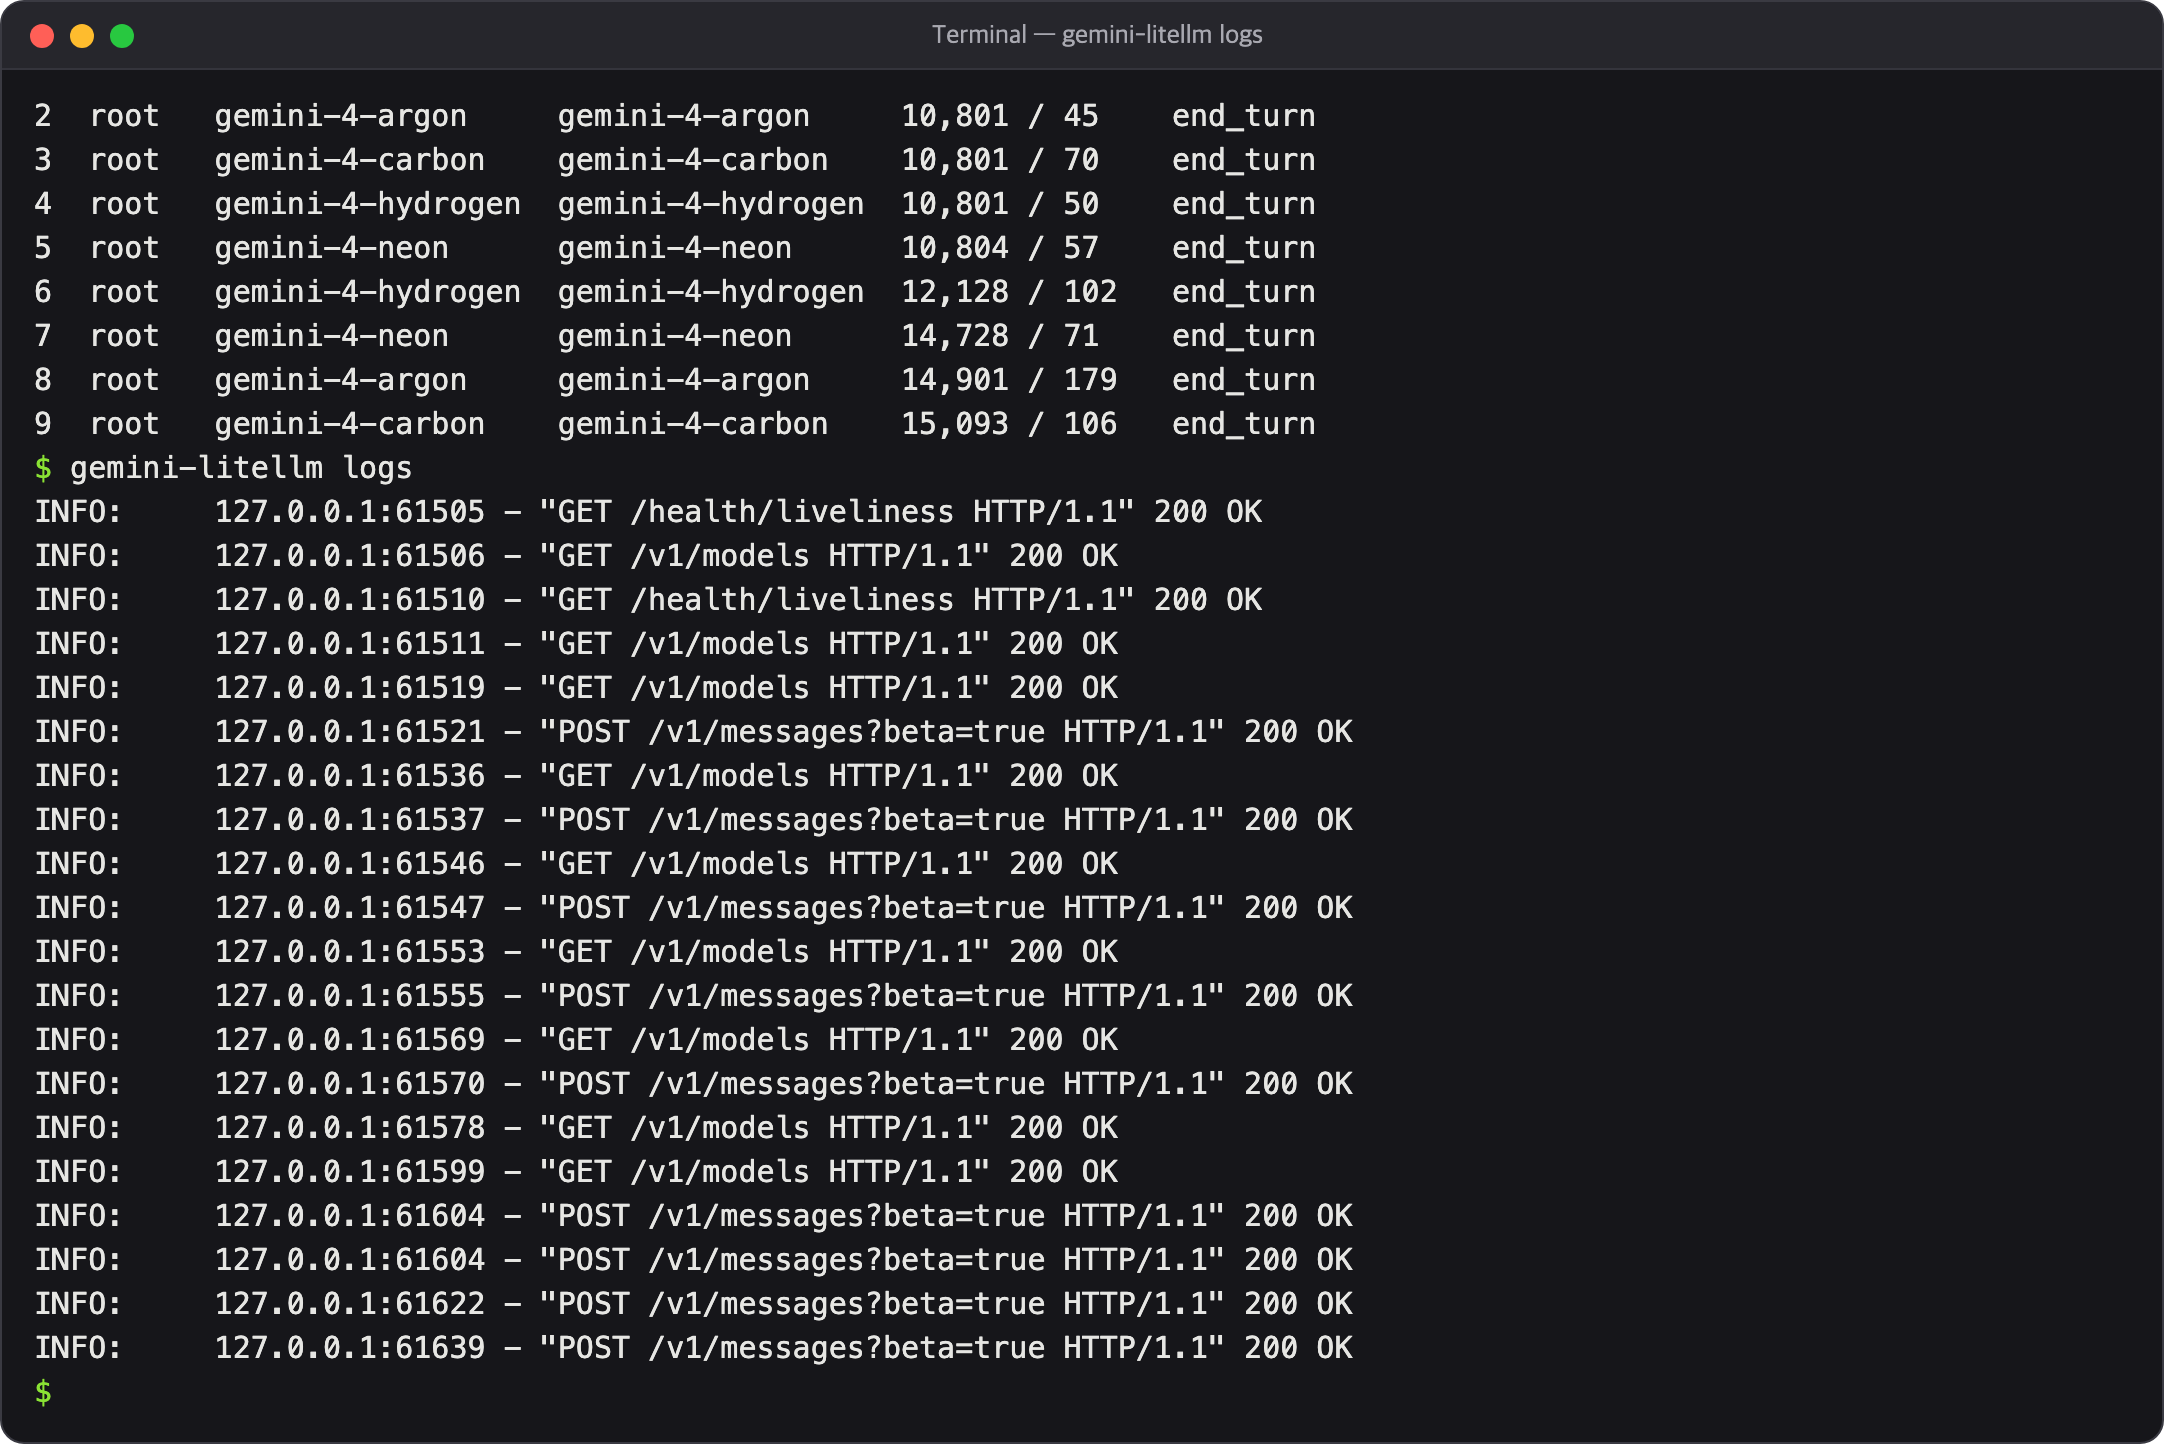 Terminal — gemini-litellm logs
2  root   gemini-4-argon     gemini-4-argon     10,801 / 45    end_turn
3  root   gemini-4-carbon    gemini-4-carbon    10,801 / 70    end_turn
4  root   gemini-4-hydrogen  gemini-4-hydrogen  10,801 / 50    end_turn
5  root   gemini-4-neon      gemini-4-neon      10,804 / 57    end_turn
6  root   gemini-4-hydrogen  gemini-4-hydrogen  12,128 / 102   end_turn
7  root   gemini-4-neon      gemini-4-neon      14,728 / 71    end_turn
8  root   gemini-4-argon     gemini-4-argon     14,901 / 179   end_turn
9  root   gemini-4-carbon    gemini-4-carbon    15,093 / 106   end_turn
$ gemini-litellm logs
INFO:     127.0.0.1:61505 - "GET /health/liveliness HTTP/1.1" 200 OK
INFO:     127.0.0.1:61506 - "GET /v1/models HTTP/1.1" 200 OK
INFO:     127.0.0.1:61510 - "GET /health/liveliness HTTP/1.1" 200 OK
INFO:     127.0.0.1:61511 - "GET /v1/models HTTP/1.1" 200 OK
INFO:     127.0.0.1:61519 - "GET /v1/models HTTP/1.1" 200 OK
INFO:     127.0.0.1:61521 - "POST /v1/messages?beta=true HTTP/1.1" 200 OK
INFO:     127.0.0.1:61536 - "GET /v1/models HTTP/1.1" 200 OK
INFO:     127.0.0.1:61537 - "POST /v1/messages?beta=true HTTP/1.1" 200 OK
INFO:     127.0.0.1:61546 - "GET /v1/models HTTP/1.1" 200 OK
INFO:     127.0.0.1:61547 - "POST /v1/messages?beta=true HTTP/1.1" 200 OK
INFO:     127.0.0.1:61553 - "GET /v1/models HTTP/1.1" 200 OK
INFO:     127.0.0.1:61555 - "POST /v1/messages?beta=true HTTP/1.1" 200 OK
INFO:     127.0.0.1:61569 - "GET /v1/models HTTP/1.1" 200 OK
INFO:     127.0.0.1:61570 - "POST /v1/messages?beta=true HTTP/1.1" 200 OK
INFO:     127.0.0.1:61578 - "GET /v1/models HTTP/1.1" 200 OK
INFO:     127.0.0.1:61599 - "GET /v1/models HTTP/1.1" 200 OK
INFO:     127.0.0.1:61604 - "POST /v1/messages?beta=true HTTP/1.1" 200 OK
INFO:     127.0.0.1:61604 - "POST /v1/messages?beta=true HTTP/1.1" 200 OK
INFO:     127.0.0.1:61622 - "POST /v1/messages?beta=true HTTP/1.1" 200 OK
INFO:     127.0.0.1:61639 - "POST /v1/messages?beta=true HTTP/1.1" 200 OK
$